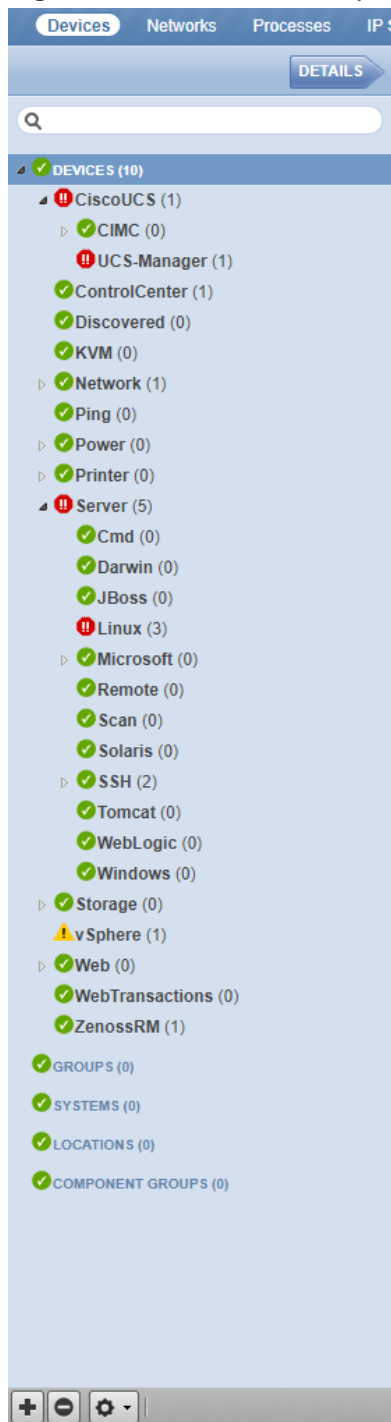 Devices Networks Processes IP
DETAILS
DEVICES (10)
CiscoUCS (1)
CIMC (0)
UCS-Manager (1)
ControlCenter (1)
Discovered (0)
KVM (0)
Network (1)
Ping (0)
Power (0)
Printer (0)
Server (5)
Cmd (0)
Darwin (0)
JBoss (0)
Linux (3)
Microsoft (0)
Remote (0)
Scan (0)
Solaris (0)
SSH (2)
Tomcat (0)
WebLogic (0)
Windows (0)
Storage (0)
vSphere (1)
Web (0)
WebTransactions (0)
ZenossRM (1)
GROUPS (0)
SYSTEMS (0)
LOCATIONS (0)
COMPONENT GROUPS (0)